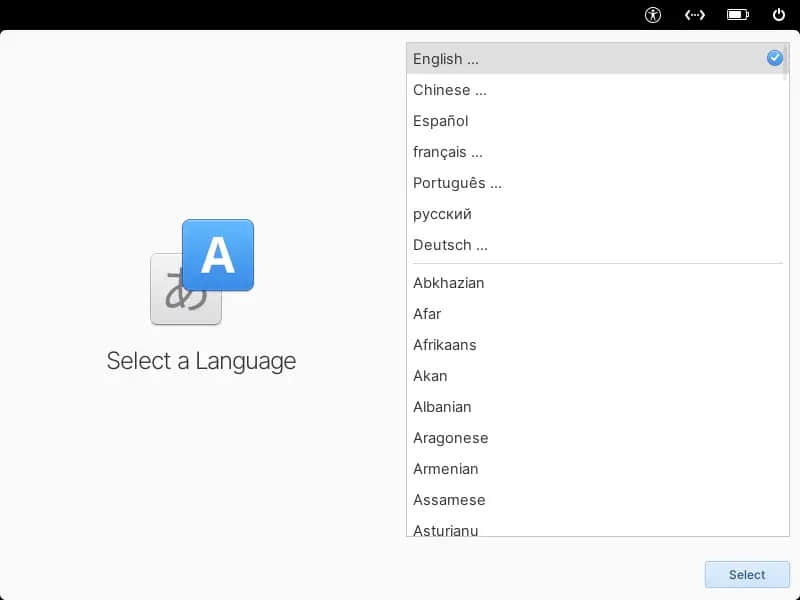 あ
A
Select a Language
English ...
Chinese ...
Español
français ...
Português ...
русский
Deutsch ...
Abkhazian
Afar
Afrikaans
Akan
Albanian
Aragonese
Armenian
Assamese
Asturianu
Select